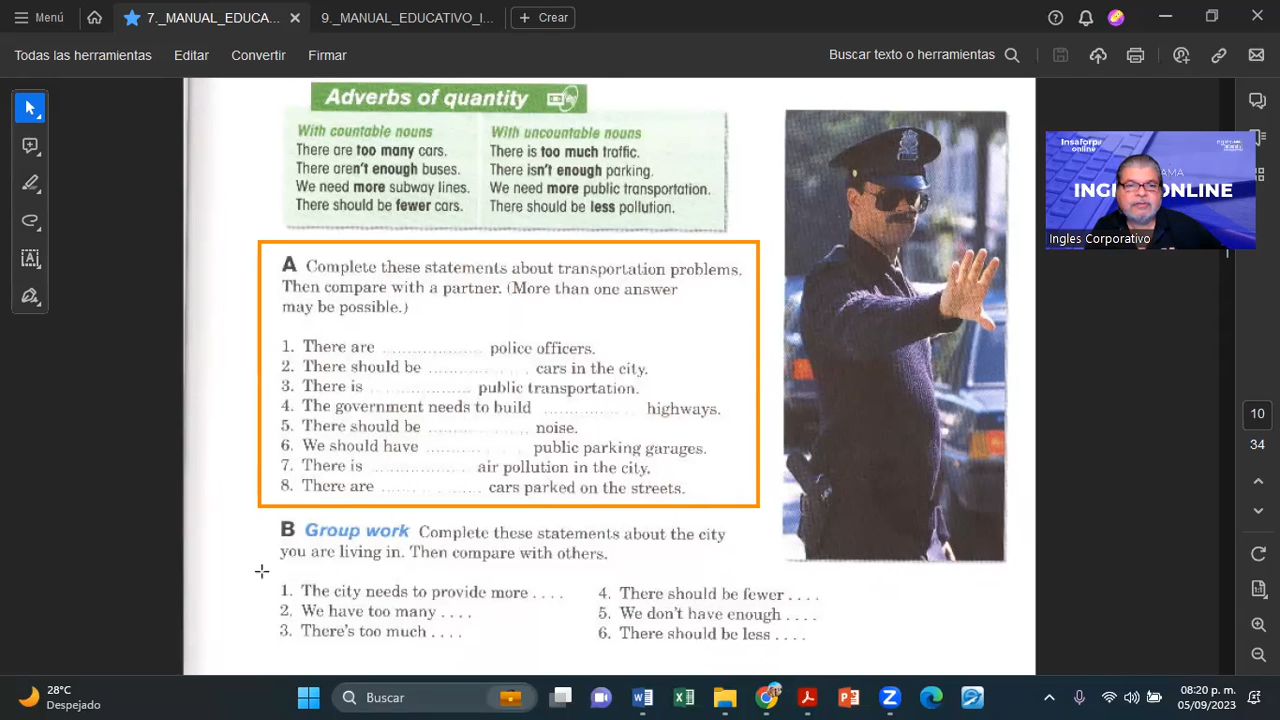 Menú
7._MANUAL_EDUCA...
9._MANUAL_EDUCATIVO_I...
Crear
Todas las herramientas
Editar
Convertir
Firmar
Buscar texto o herramientas
Adverbs of quantity
With countable nouns
There are too many cars.
There aren't enough buses.
We need more subway lines.
There should be fewer cars.
With uncountable nouns
There is too much traffic.
There isn't enough parking.
We need more public transportation.
There should be less pollution.
A Complete these statements about transportation problems.
Then compare with a partner. (More than one answer
may be possible.)
1. There are .................... police officers.
2. There should be .................... cars in the city.
3. There is .................... public transportation.
4. The government needs to build .................... highways.
5. There should be .................... noise.
6. We should have .................... public parking garages.
7. There is .................... air pollution in the city.
8. There are .................... cars parked on the streets.
B Group work Complete these statements about the city
you are living in. Then compare with others.
1. The city needs to provide more . . . .
2. We have too many . . . .
3. There's too much . . . .
4. There should be fewer . . . .
5. We don't have enough . . . .
6. There should be less . . . .
Insaforp
online
INGLES ONLINE
Ingles Corporativo
10
34
28°C
Despejado
Buscar
08:20 p. m.
05/09/2023